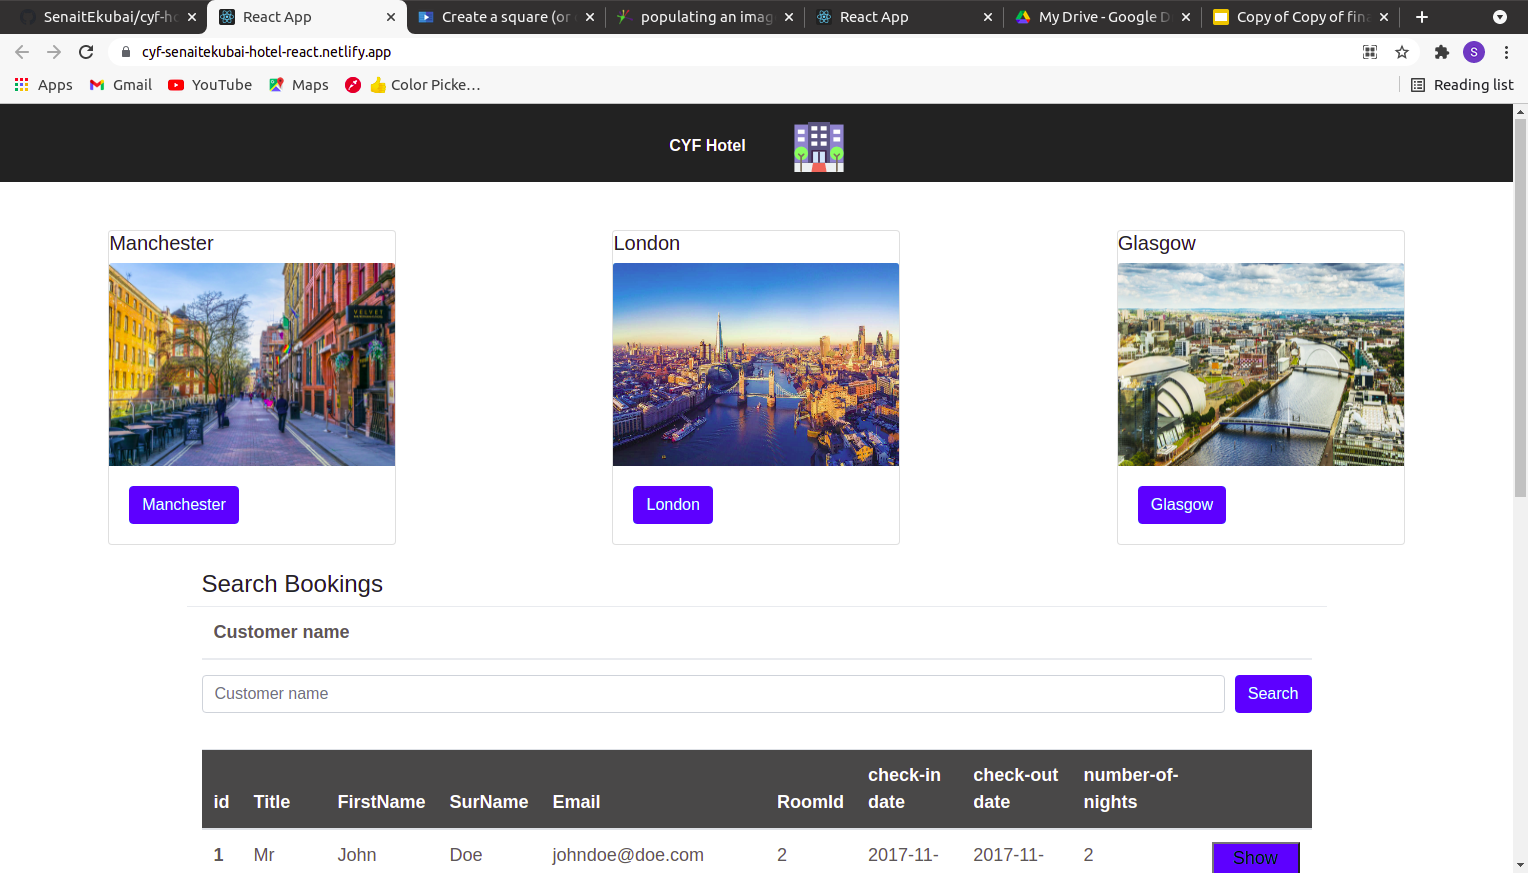 SenaitEkubai/cyf-ho
React App
Create a square (or
populating an imag
React App
My Drive - Google D
Copy of Copy of fina
cyf-senaitekubai-hotel-react.netlify.app
S
Apps
Gmail
YouTube
Maps
Color Picke...
Reading list
CYF Hotel
Manchester
London
Glasgow
VELVET
Manchester
London
Glasgow
Search Bookings
Customer name
Customer name
Search
id Title FirstName SurName Email RoomId check-in date check-out date number-of-nights
1 Mr John Doe johndoe@doe.com 2 2017-11- 2017-11- 2 Show